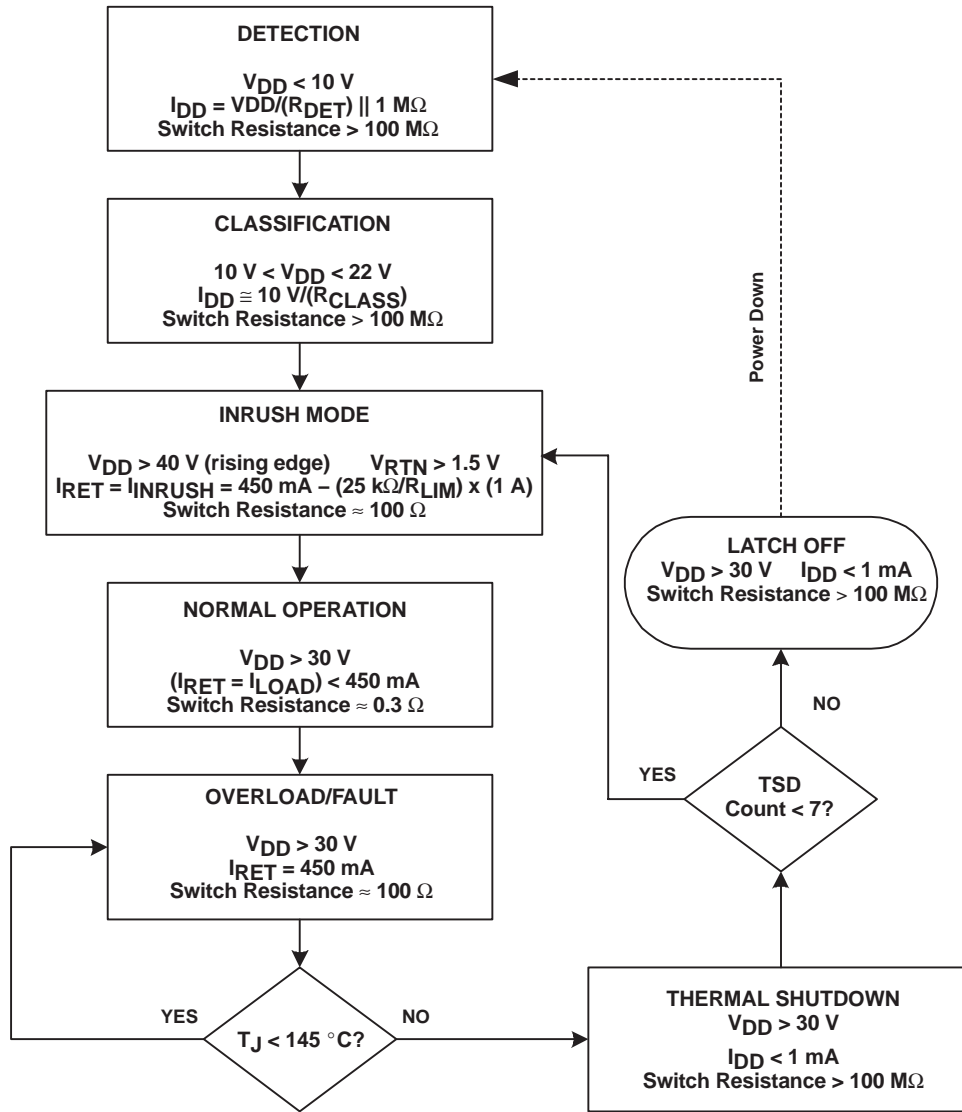 DETECTION
VDD < 10 V
IDD = VDD/(RDET) || 1 MΩ
Switch Resistance > 100 MΩ
CLASSIFICATION
10 V < VDD < 22 V
IDD ≅ 10 V/(RCLASS)
Switch Resistance > 100 MΩ
Power Down
INRUSH MODE
VDD > 40 V (rising edge) VRTN > 1.5 V
IRET = IINRUSH = 450 mA – (25 kΩ/RLIM) x (1 A)
Switch Resistance ≈ 100 Ω
LATCH OFF
VDD > 30 V IDD < 1 mA
Switch Resistance > 100 MΩ
NORMAL OPERATION
VDD > 30 V
(IRET = ILOAD) < 450 mA
Switch Resistance ≈ 0.3 Ω
NO
YES
TSD
Count < 7?
OVERLOAD/FAULT
VDD > 30 V
IRET = 450 mA
Switch Resistance ≈ 100 Ω
YES
TJ < 145 °C?
NO
THERMAL SHUTDOWN
VDD > 30 V
IDD < 1 mA
Switch Resistance > 100 MΩ